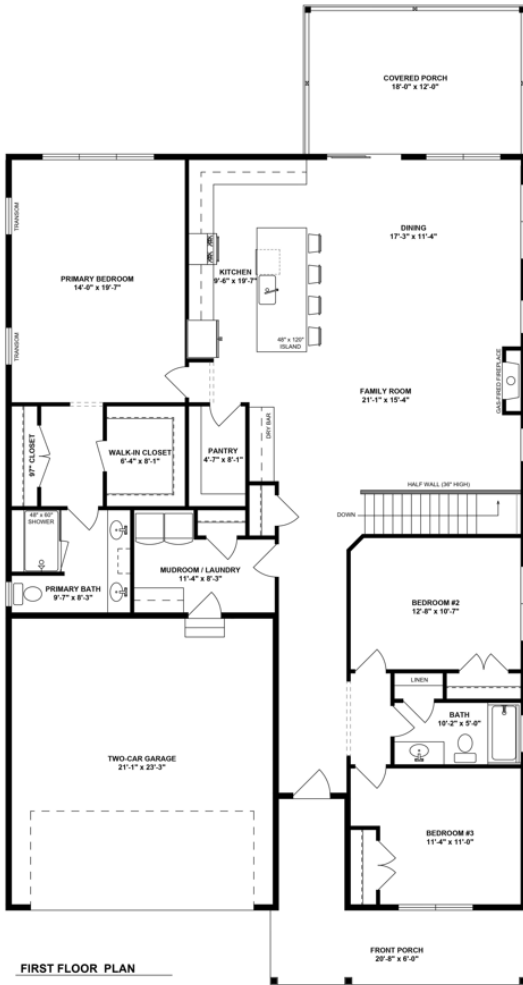 COVERED PORCH
18'-0" x 12'-0"
TRANSOM
DINING
17'-3" x 11'-4"
PRIMARY BEDROOM
14'-0" x 19'-7"
KITCHEN
9'-6" x 19'-7"
48" x 120"
ISLAND
TRANSOM
GAS-FIRED FIREPLACE
FAMILY ROOM
21'-1" x 15'-4"
97" CLOSET
WALK-IN CLOSET
6'-4" x 8'-1"
PANTRY
4'-7" x 8'-1"
DRY BAR
HALF WALL (36" HIGH)
DOWN
48" x 60"
SHOWER
MUDROOM / LAUNDRY
11'-4" x 8'-3"
PRIMARY BATH
9'-7" x 8'-3"
BEDROOM #2
12'-8" x 10'-7"
LINEN
BATH
10'-2" x 5'-0"
TWO-CAR GARAGE
21'-1" x 23'-3"
BEDROOM #3
11'-4" x 11'-0"
FRONT PORCH
20'-8" x 6'-0"
FIRST FLOOR PLAN